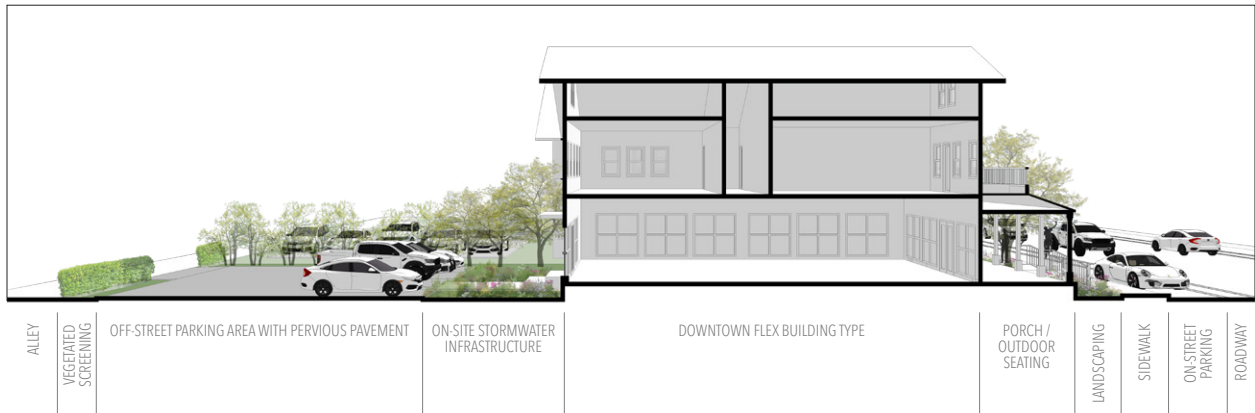 ALLEY
VEGETATED
SCREENING
OFF-STREET PARKING AREA WITH PERVIOUS PAVEMENT
ON-SITE STORMWATER
INFRASTRUCTURE
DOWNTOWN FLEX BUILDING TYPE
PORCH /
OUTDOOR
SEATING
LANDSCAPING
SIDEWALK
ON-STREET
PARKING
ROADWAY